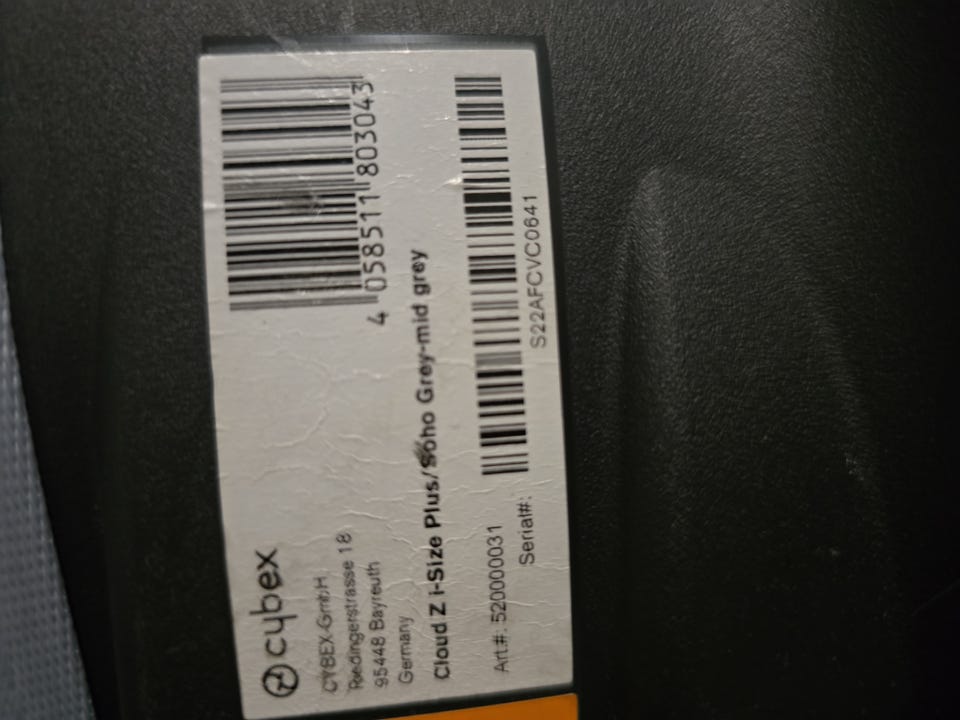 cybex
CYBEX GmbH
Riedingerstrasse 18
95448 Bayreuth
Germany
4 058511 803043
Cloud Z i-Size Plus/Soho Grey-mid grey
Art.#: 520000031
Serial#:
S22AFCVC0641